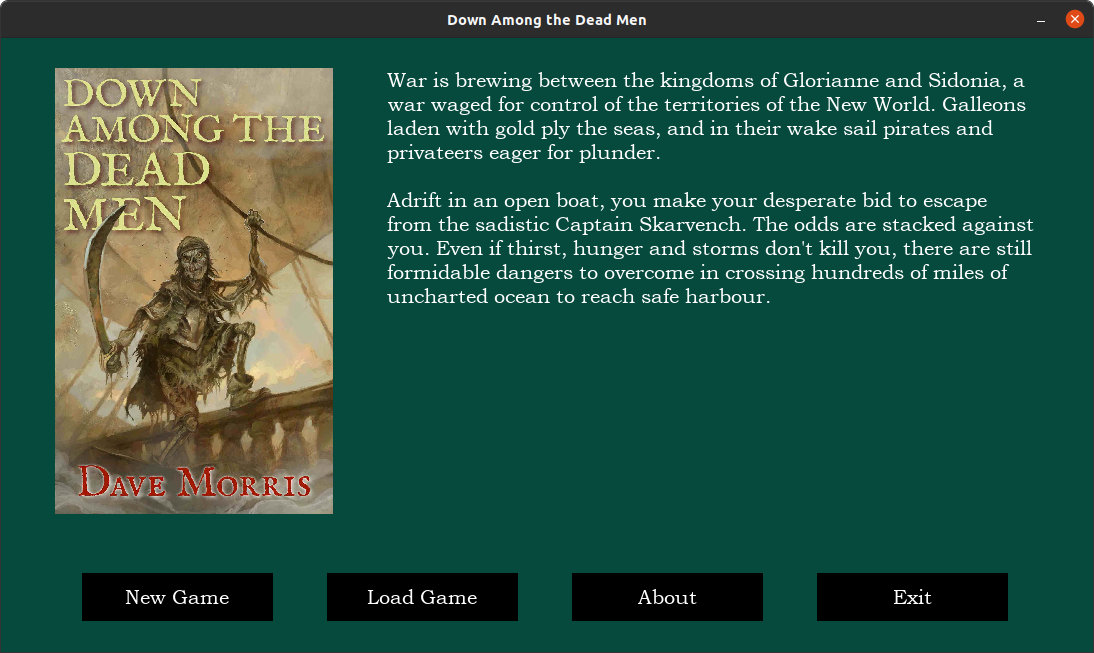 Down Among the Dead Men
DOWN
AMONG THE
DEAD
MEN
DAVE MORRIS
War is brewing between the kingdoms of Glorianne and Sidonia, a
war waged for control of the territories of the New World. Galleons
laden with gold ply the seas, and in their wake sail pirates and
privateers eager for plunder.
Adrift in an open boat, you make your desperate bid to escape
from the sadistic Captain Skarvench. The odds are stacked against
you. Even if thirst, hunger and storms don't kill you, there are still
formidable dangers to overcome in crossing hundreds of miles of
uncharted ocean to reach safe harbour.
New Game
Load Game
About
Exit